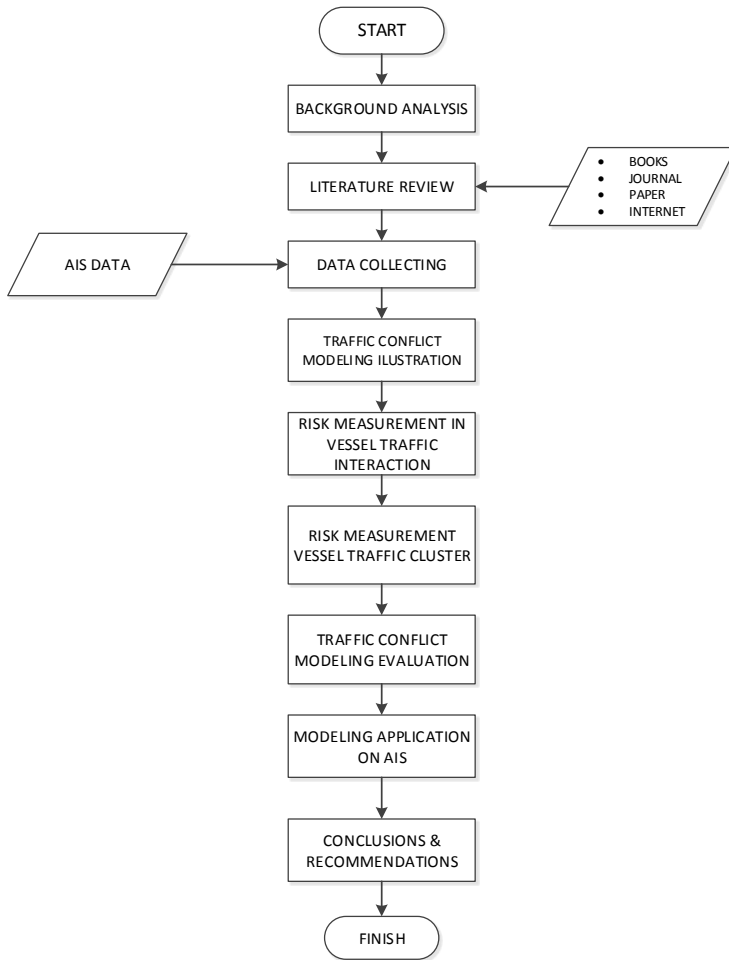 START
BACKGROUND ANALYSIS
LITERATURE REVIEW
• BOOKS
• JOURNAL
• PAPER
• INTERNET
AIS DATA
DATA COLLECTING
TRAFFIC CONFLICT
MODELING ILUSTRATION
RISK MEASUREMENT IN
VESSEL TRAFFIC
INTERACTION
RISK MEASUREMENT
VESSEL TRAFFIC CLUSTER
TRAFFIC CONFLICT
MODELING EVALUATION
MODELING APPLICATION
ON AIS
CONCLUSIONS &
RECOMMENDATIONS
FINISH